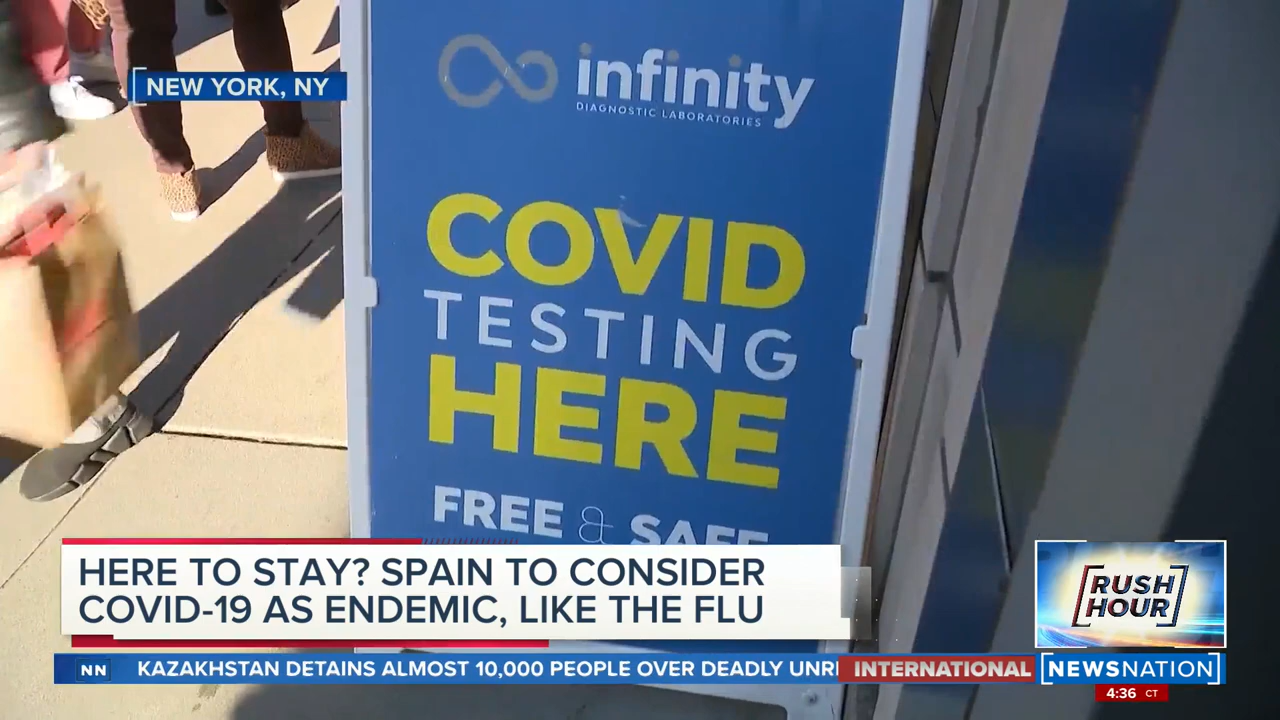 NEW YORK, NY
infinity
DIAGNOSTIC LABORATORIES
COVID
TESTING
HERE
FREE & SAFE
HERE TO STAY? SPAIN TO CONSIDER
COVID-19 AS ENDEMIC, LIKE THE FLU
RUSH
HOUR
NN KAZAKHSTAN DETAINS ALMOST 10,000 PEOPLE OVER DEADLY UNR INTERNATIONAL NEWSNATION
4:36 CT